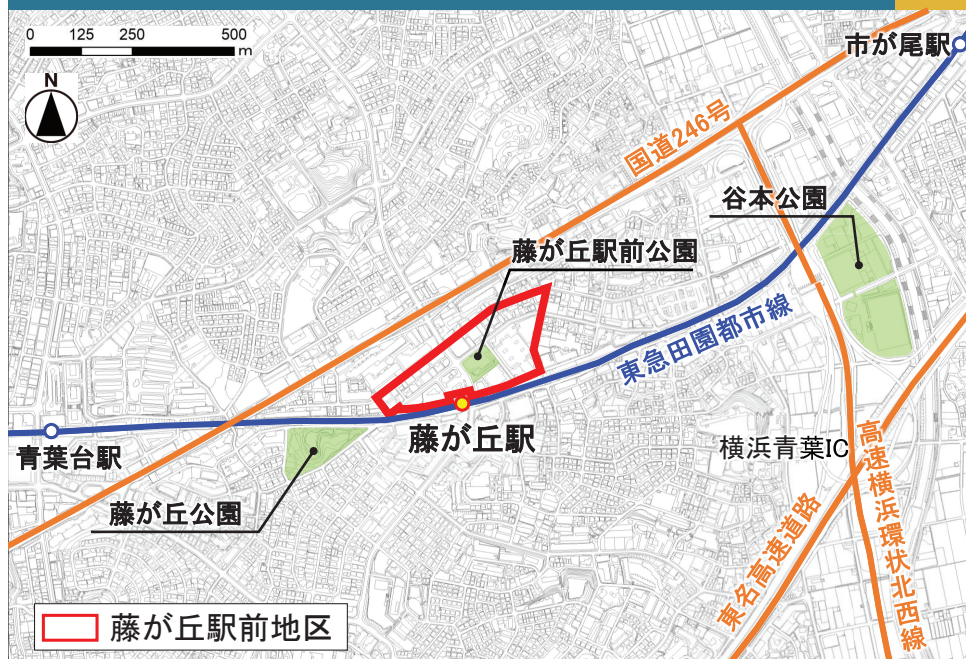 0 125 250 500
m
N
市が尾駅
国道246号
谷本公園
藤が丘駅前公園
東急田園都市線
藤が丘駅
青葉台駅
横浜青葉IC
高速横浜環状北西線
藤が丘公園
東名高速道路
藤が丘駅前地区